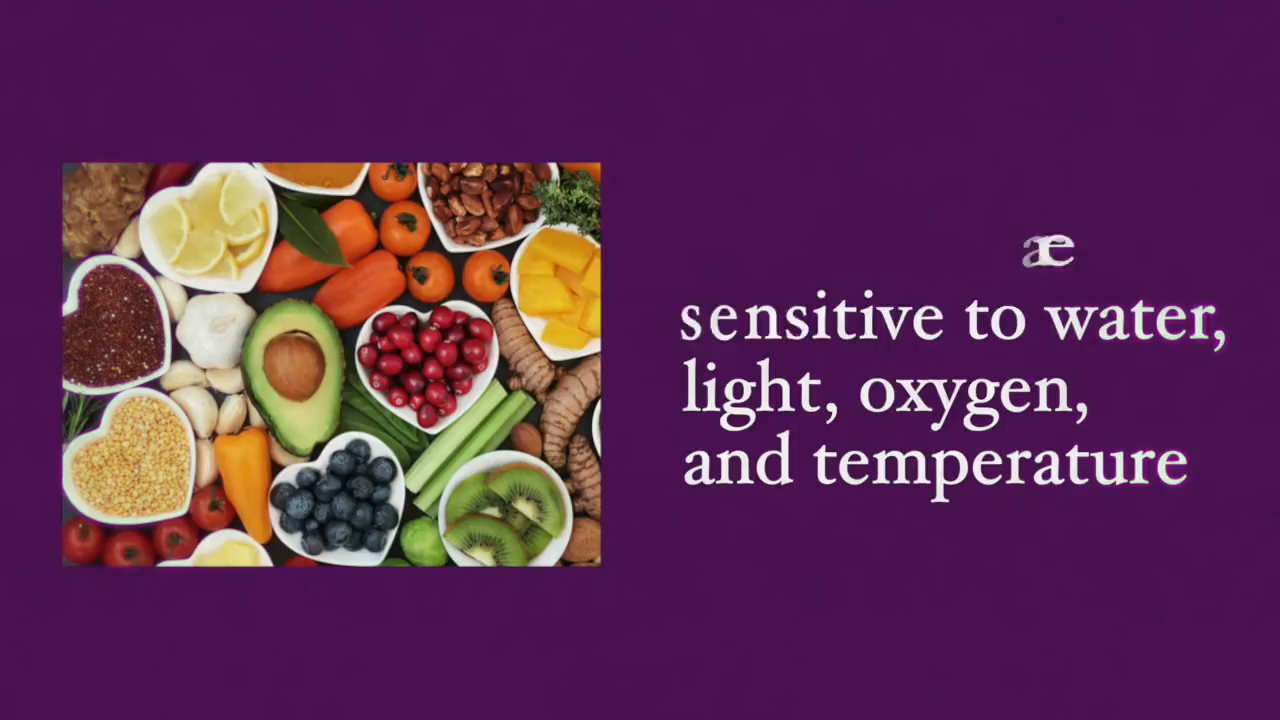 æ
sensitive to water,
light, oxygen,
and temperature